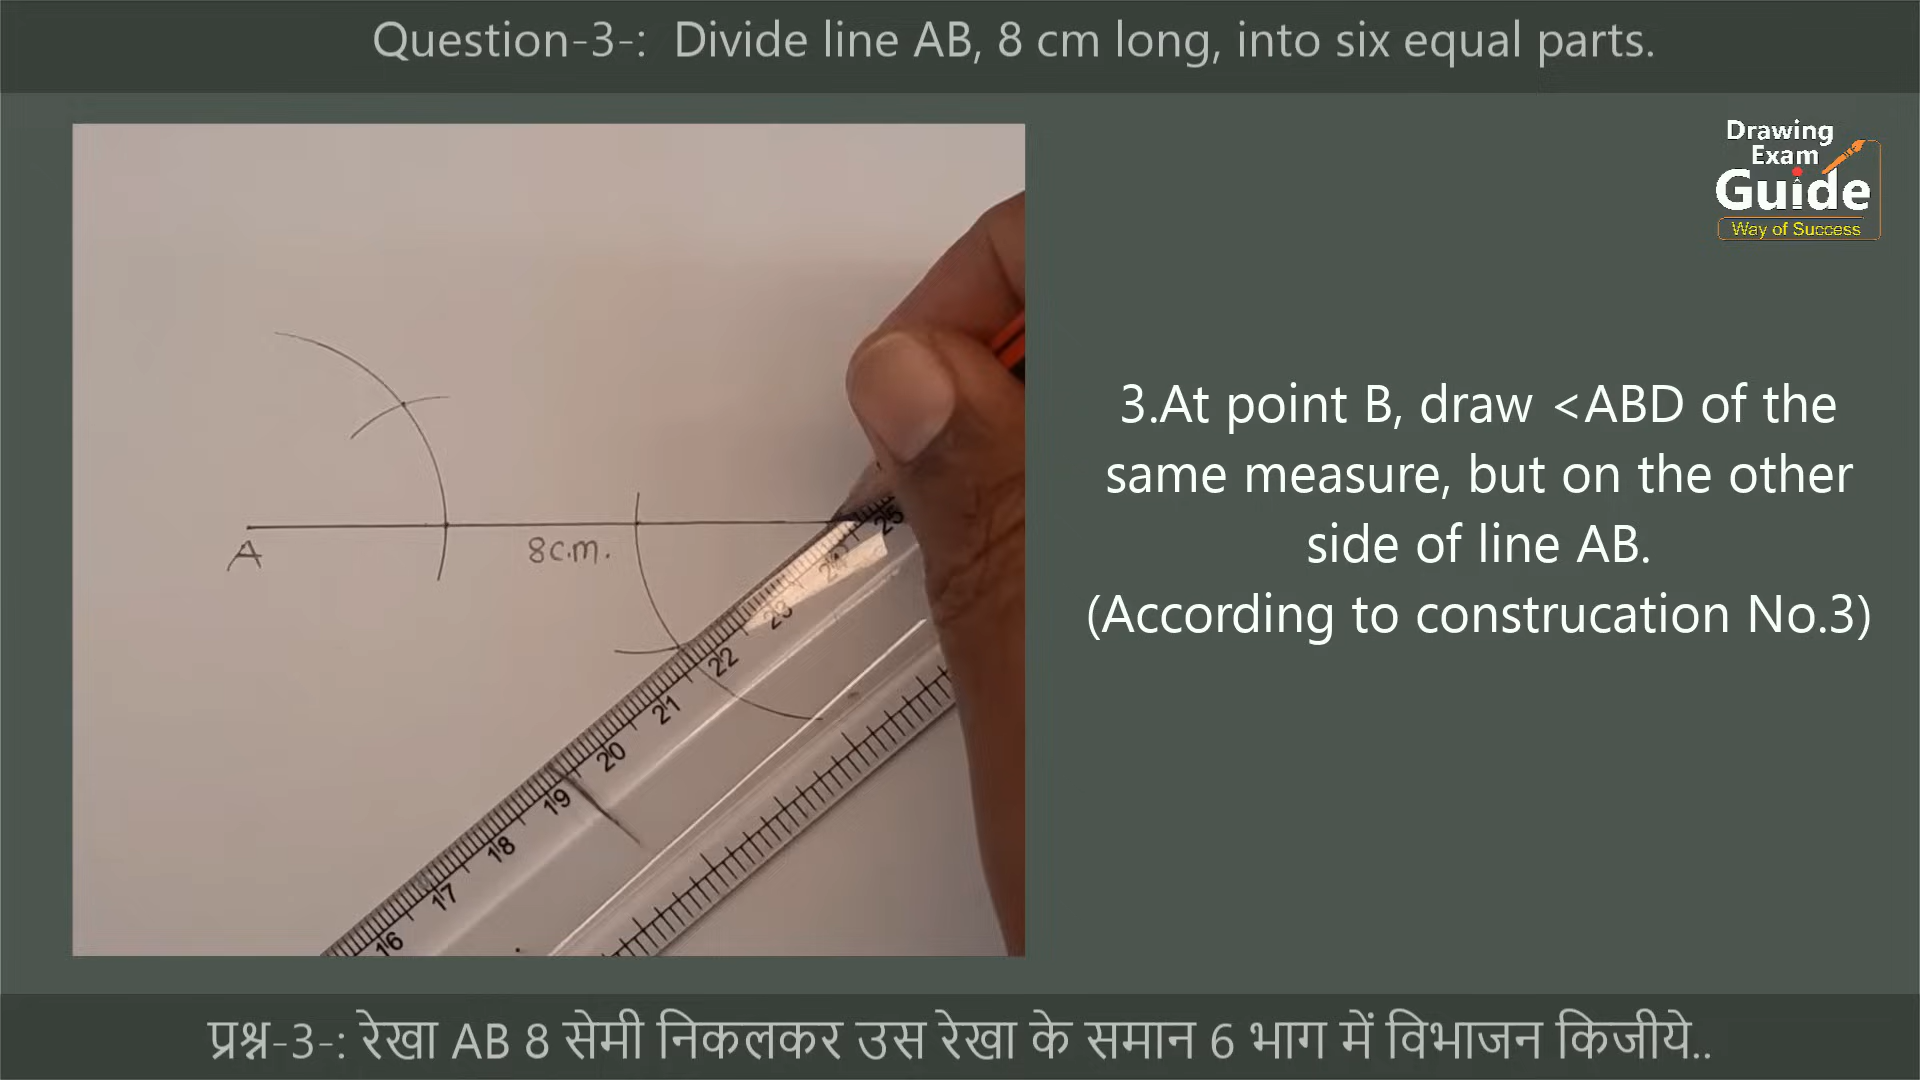 Question-3-: Divide line AB, 8 cm long, into six equal parts.
Drawing
Exam
Guide
Way of Success
3.At point B, draw <ABD of the
same measure, but on the other
side of line AB.
(According to construcation No.3)
A
8c.m.
25
24
23
22
21
20
19
18
17
16
प्रश्न-3-: रेखा AB 8 सेमी निकलकर उस रेखा के समान 6 भाग में विभाजन किजीये..